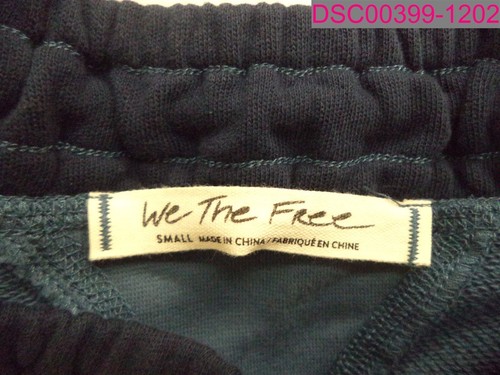 DSC00399-1202
We The Free
SMALL MADE IN CHINA / FABRIQUÉ EN CHINE